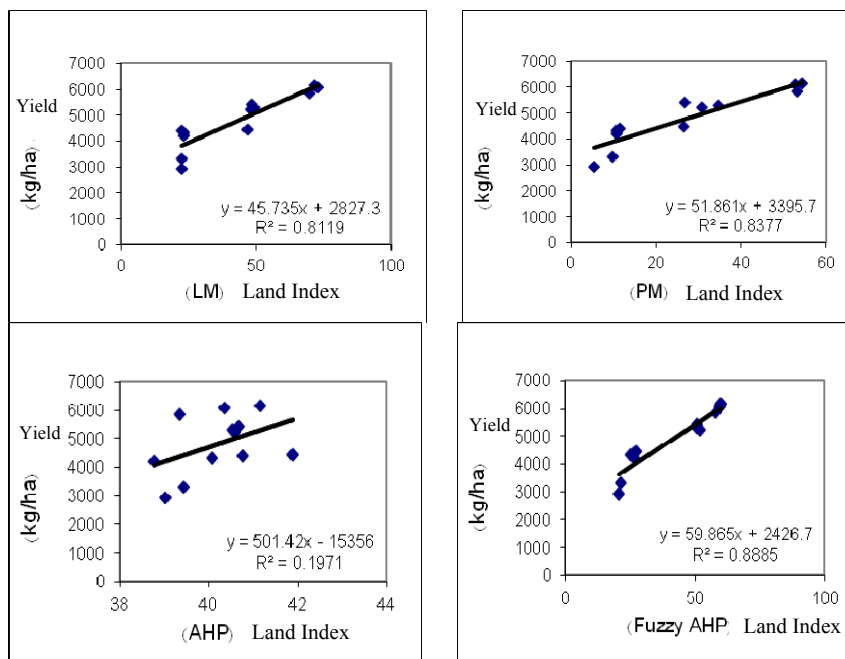 7000
6000
5000
4000
3000
2000
1000
0
Yield
(kg/ha)
y = 45.735x + 2827.3
R² = 0.8119
0 50 100
(LM) Land Index
7000
6000
5000
4000
3000
2000
1000
0
Yield
(kg/ha)
y = 51.861x + 3395.7
R² = 0.8377
0 20 40 60
(PM) Land Index
7000
6000
5000
4000
3000
2000
1000
0
Yield
(kg/ha)
y = 501.42x - 15356
R² = 0.1971
38 40 42 44
(AHP) Land Index
7000
6000
5000
4000
3000
2000
1000
0
Yield
(kg/ha)
y = 59.865x + 2426.7
R² = 0.8885
0 50 100
(Fuzzy AHP) Land Index